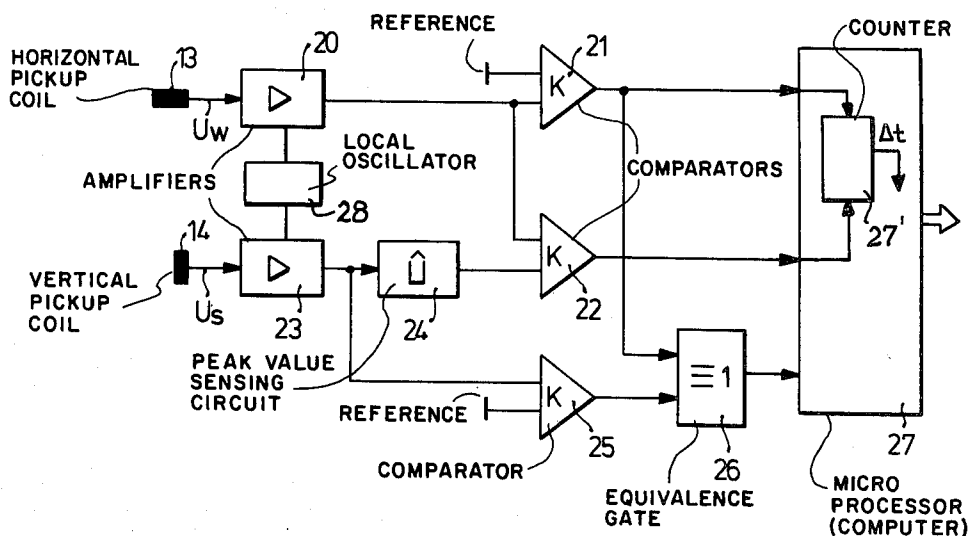 COUNTER
REFERENCE
20
21
HORIZONTAL
PICKUP
COIL
13
K
Uw
Δt
LOCAL
OSCILLATOR
AMPLIFIERS
COMPARATORS
28
27'
14
K
22
VERTICAL
PICKUP
COIL
Us
23
24
PEAK VALUE
SENSING
CIRCUIT
REFERENCE
K
25
≡1
26
27
COMPARATOR
EQUIVALENCE
GATE
MICRO
PROCESSOR
(COMPUTER)